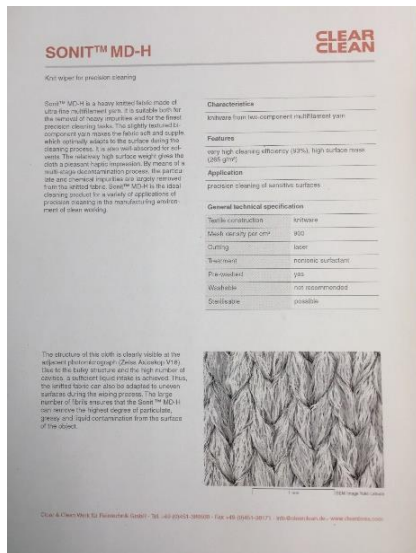 CLEAR
CLEAN
SONIT™ MD-H
Knit wiper for precision cleaning
Sonit™ MD-H is a heavy knitted fabric made of
ultra fine multifilament yarn. It is suitable both for
the removal of heavy impurities and for the finest
precision cleaning tasks. The slightly textured bi-
component yarn makes the fabric soft and supple,
which optimally adapts to the surface during the
cleaning process. It is also well absorbed for sol-
vents. The relatively high surface weight gives the
cloth a pleasant haptic impression. By means of a
multi-stage decontamination process, the particu-
late and chemical impurities are largely removed
from the knitted fabric. Sonit™ MD-H is the ideal
cleaning product for a variety of applications of
precision cleaning in the manufacturing environ-
ment of clean working.
Characteristics
knitware from two-component multifilament yarn
Features
very high cleaning efficiency (93%), high surface mass
(265 g/m²)
Application
precision cleaning of sensitive surfaces
General technical specification
Textile construction knitware
Mesh density per cm² 900
Cutting laser
Treatment nonionic surfactant
Pre-washed yes
Washable not recommended
Sterilisable possible
The structure of this cloth is clearly visible at the
adjacent photomicrograph (Zeiss Axiozoom V16).
Due to the bulky structure and the high number of
cavities, a sufficient liquid intake is achieved. Thus,
the knitted fabric can also be adapted to uneven
surfaces during the wiping process. The large
number of fibrils ensures that the Sonit™ MD-H
can remove the highest degree of particulate,
greasy and liquid contamination from the surface
of the object.
1 mm